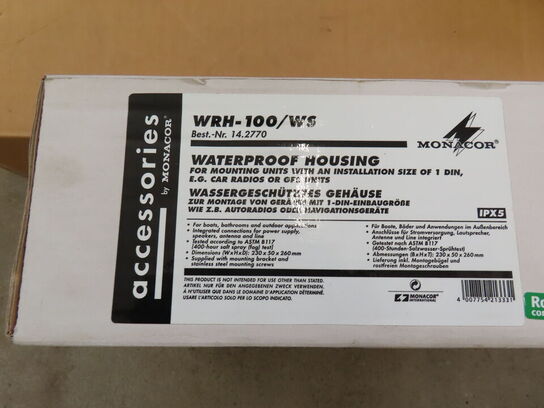 accessories
by MONACOR®
WRH-100/WS
Best.-Nr. 14.2770
MONACOR®
WATERPROOF HOUSING
FOR MOUNTING UNITS WITH AN INSTALLATION SIZE OF 1 DIN,
E.G. CAR RADIOS OR GPS UNITS
WASSERGESCHÜTZTES GEHÄUSE
ZUR MONTAGE VON GERÄTEN MIT 1-DIN-EINBAUGRÖßE
WIE Z.B. AUTORADIOS ODER NAVIGATIONSGERÄTE
IPX5
• For boats, bathrooms and outdoor applications
• Integrated connections for power supply,
speakers, antenna and line
• Tested according to ASTM B117
(400-hour salt spray (fog) test)
• Dimensions (W x H x D): 230 x 50 x 260 mm
• Supplied with mounting bracket and
stainless steel mounting screws
• Für Boote, Bäder und Anwendungen im Außenbereich
• Anschlüsse für Stromversorgung, Lautsprecher,
Antenne und Line integriert
• Getestet nach ASTM B117
(400-Stunden-Salzwasser-Sprühtest)
• Abmessungen (B x H x T): 230 x 50 x 260 mm
• Lieferung inkl. Montagebügel und
rostfreien Montageschrauben
THIS PRODUCT IS NOT INTENDED FOR USES OTHER THAN STATED.
ARTIKEL NUR FÜR DEN ANGEGEBENEN ZWECK VERWENDEN.
À N'UTILISER QUE DANS LE DOMAINE D'APPLICATION DÉTERMINÉ.
USARE L'ARTICOLO SOLO PER LO SCOPO INDICATO.
MONACOR®
INTERNATIONAL
4 007754 213331